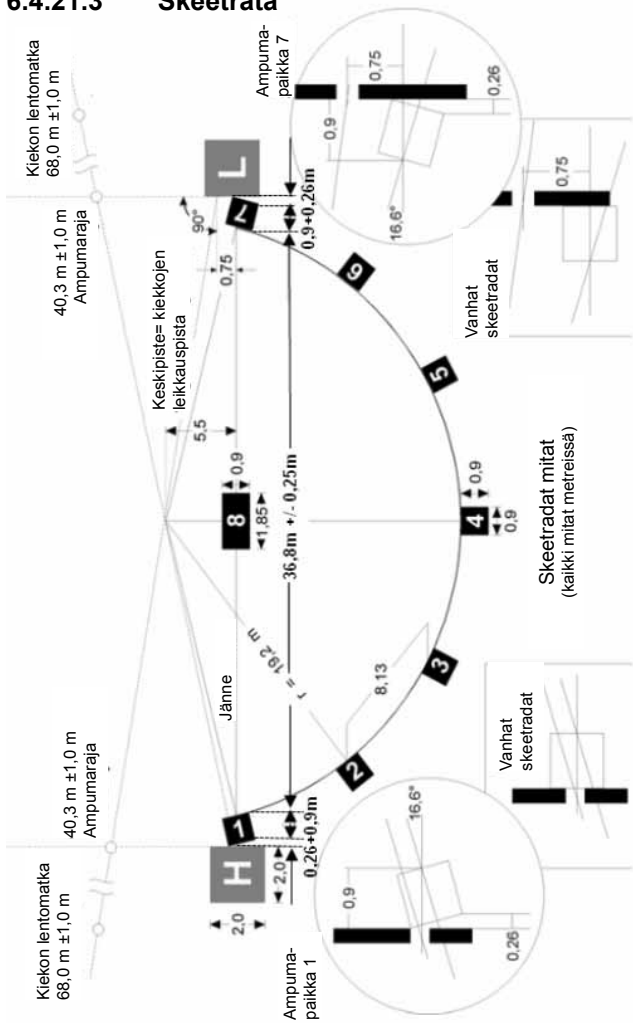 6.4.21.3 Skeetrata
Kiekon lentomatka
68,0 m ±1,0 m
40,3 m ±1,0 m
Ampumaraja
40,3 m ±1,0 m
Ampumaraja
Kiekon lentomatka
68,0 m ±1,0 m
Keskipiste= kiekkojen
leikkauspista
5,5
90°
0,75
H
2,0
2,0
1
Jänne
8
0,9
1,85
7
L
r = 19,2 m
0,26+0,9m
36,8m +/- 0,25m
0,9+0,26m
2
8,13
3
4
0,9
0,9
5
6
Ampuma-
paikka 1
0,9
16,6°
0,26
Vanhat
skeetradat
Skeetradat mitat
(kaikki mitat metreissä)
Ampuma-
paikka 7
0,75
0,9
0,26
16,6°
Vanhat
skeetradat
0,75